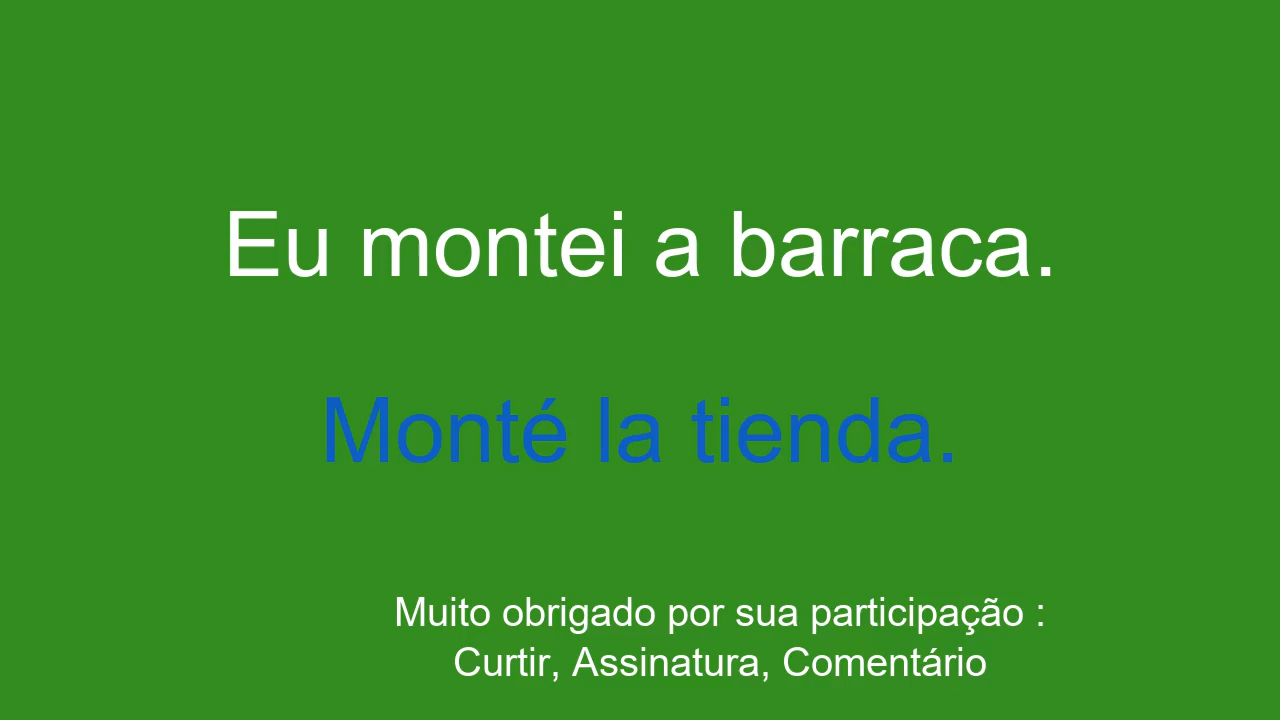 Eu montei a barraca.
Monté la tienda.
Muito obrigado por sua participação :
Curtir, Assinatura, Comentário